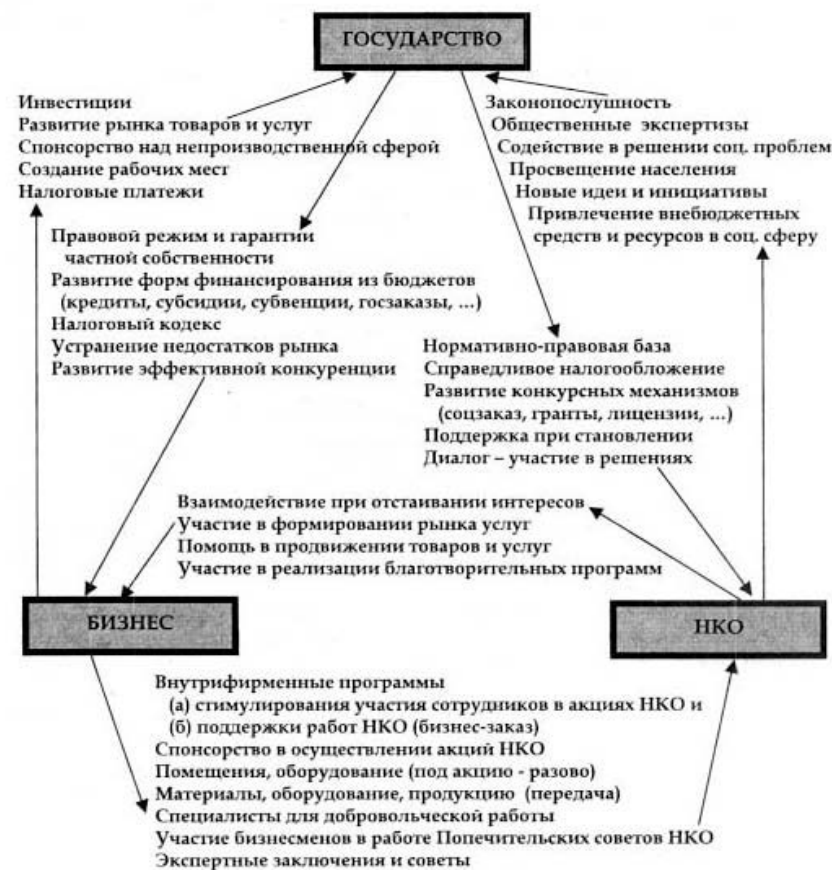 ГОСУДАРСТВО
Инвестиции
Развитие рынка товаров и услуг
Спонсорство над непроизводственной сферой
Создание рабочих мест
Налоговые платежи
Законопослушность
Общественные экспертизы
Содействие в решении соц. проблем
Просвещение населения
Новые идеи и инициативы
Привлечение внебюджетных
средств и ресурсов в соц. сферу
Правовой режим и гарантии
частной собственности
Развитие форм финансирования из бюджетов
(кредиты, субсидии, субвенции, госзаказы, ...)
Налоговый кодекс
Устранение недостатков рынка
Развитие эффективной конкуренции
Нормативно-правовая база
Справедливое налогообложение
Развитие конкурсных механизмов
(соцзаказ, гранты, лицензии, ...)
Поддержка при становлении
Диалог – участие в решениях
Взаимодействие при отстаивании интересов
Участие в формировании рынка услуг
Помощь в продвижении товаров и услуг
Участие в реализации благотворительных программ
БИЗНЕС
НКО
Внутрифирменные программы
(а) стимулирования участия сотрудников в акциях НКО и
(б) поддержки работ НКО (бизнес-заказ)
Спонсорство в осуществлении акций НКО
Помещения, оборудование (под акцию - разово)
Материалы, оборудование, продукцию (передача)
Специалисты для добровольческой работы
Участие бизнесменов в работе Попечительских советов НКО
Экспертные заключения и советы